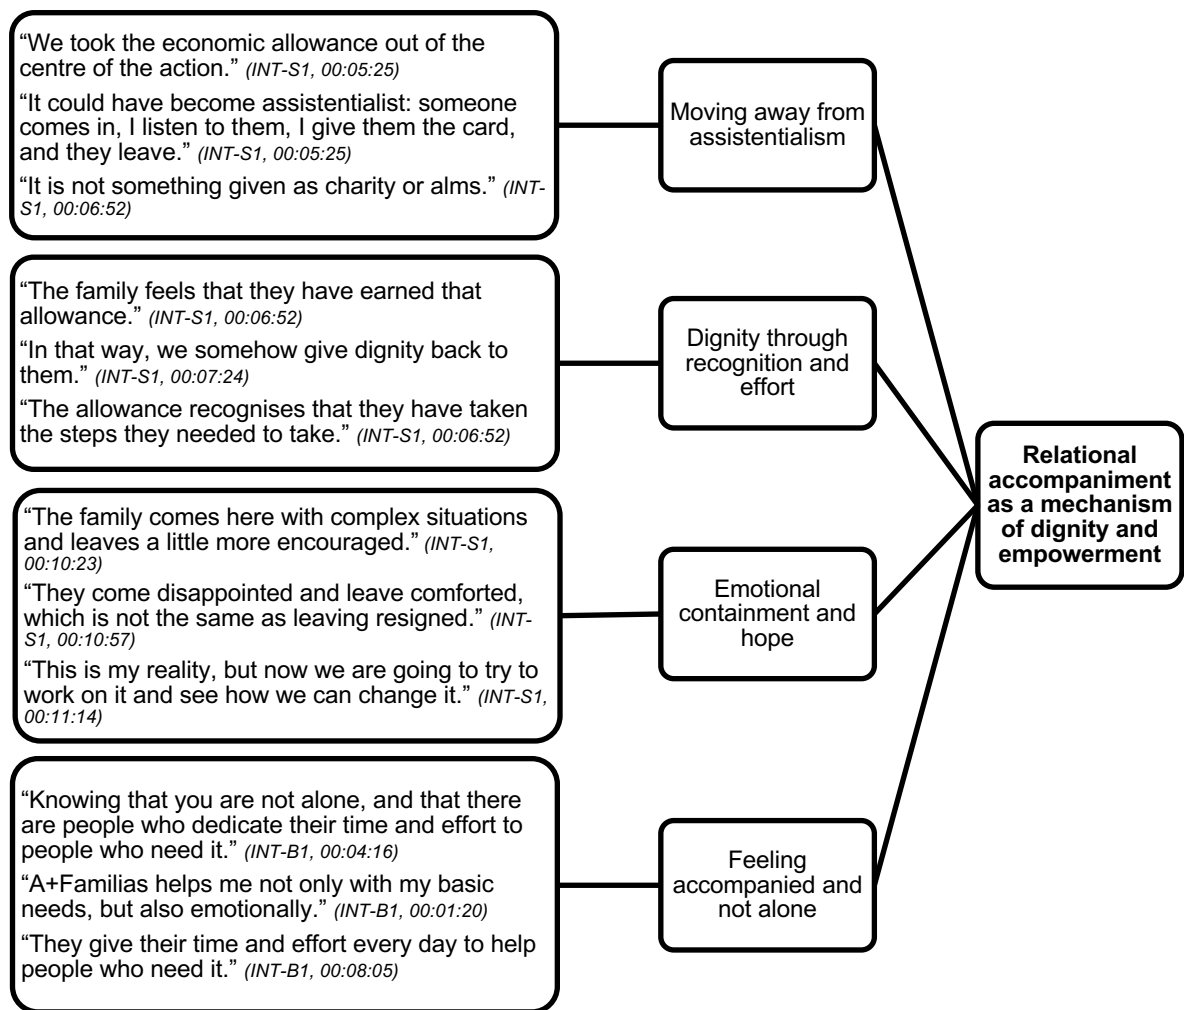 “We took the economic allowance out of the
centre of the action.” (INT-S1, 00:05:25)
“It could have become assistentialist: someone
comes in, I listen to them, I give them the card,
and they leave.” (INT-S1, 00:05:25)
“It is not something given as charity or alms.” (INT-
S1, 00:06:52)
Moving away from
assistentialism
“The family feels that they have earned that
allowance.” (INT-S1, 00:06:52)
“In that way, we somehow give dignity back to
them.” (INT-S1, 00:07:24)
“The allowance recognises that they have taken
the steps they needed to take.” (INT-S1, 00:06:52)
Dignity through
recognition and
effort
“The family comes here with complex situations
and leaves a little more encouraged.” (INT-S1,
00:10:23)
“They come disappointed and leave comforted,
which is not the same as leaving resigned.” (INT-
S1, 00:10:57)
“This is my reality, but now we are going to try to
work on it and see how we can change it.” (INT-S1,
00:11:14)
Emotional
containment and
hope
“Knowing that you are not alone, and that there
are people who dedicate their time and effort to
people who need it.” (INT-B1, 00:04:16)
“A+Familias helps me not only with my basic
needs, but also emotionally.” (INT-B1, 00:01:20)
“They give their time and effort every day to help
people who need it.” (INT-B1, 00:08:05)
Feeling
accompanied and
not alone
Relational
accompaniment
as a mechanism
of dignity and
empowerment